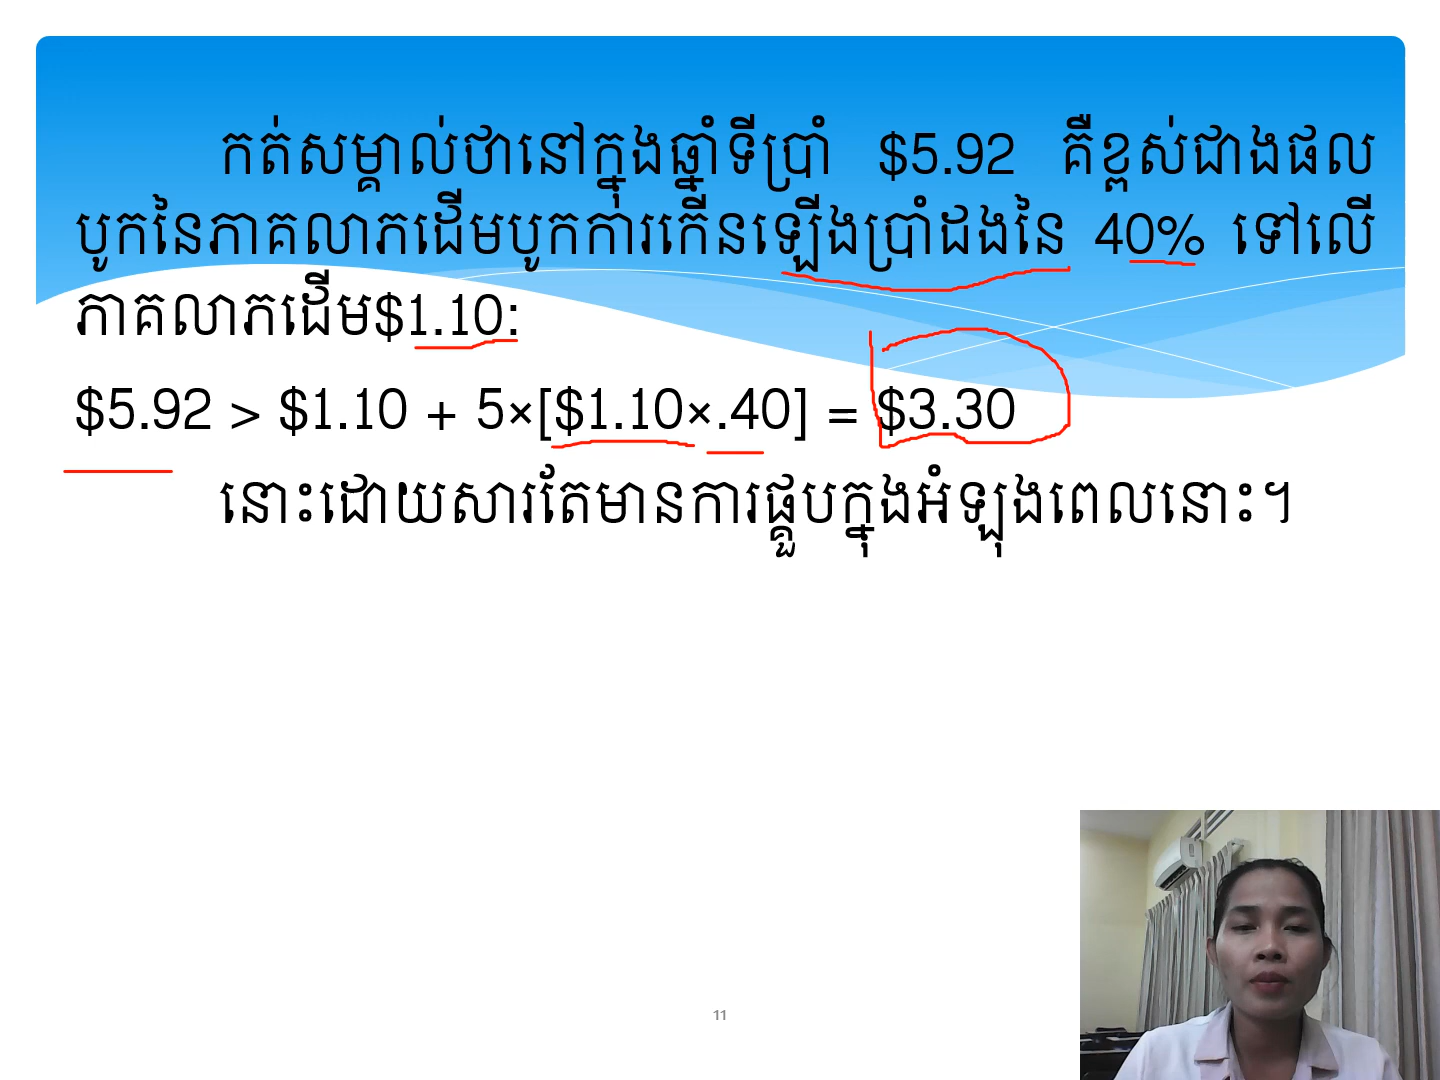 កត់សម្គាល់ថានៅក្នុងឆ្នាំទីប្រាំ $5.92 គឺខ្ពស់ជាងផល
បូកនៃភាគលាភដើមបូកការកើនឡើងប្រាំដងនៃ 40% ទៅលើ
ភាគលាភដើម$1.10:
$5.92 > $1.10 + 5×[$1.10×.40] = $3.30
នោះដោយសារតែមានការផ្គួបក្នុងអំឡុងពេលនោះ។
11